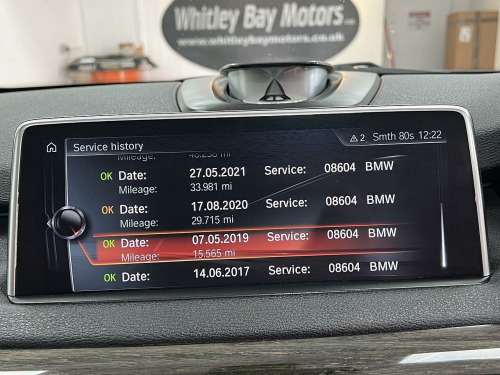 Whitley Bay Motors.
www.whitleybaymotors.com
Service history
2 Smth 80s 12:22
Mileage:
OK Date: 27.05.2021 Service: 08604 BMW
Mileage: 33.981 mi
OK Date: 17.08.2020 Service: 08604 BMW
Mileage: 29.715 mi
OK Date: 07.05.2019 Service: 08604 BMW
Mileage: 15.565 mi
OK Date: 14.06.2017 Service: 08604 BMW